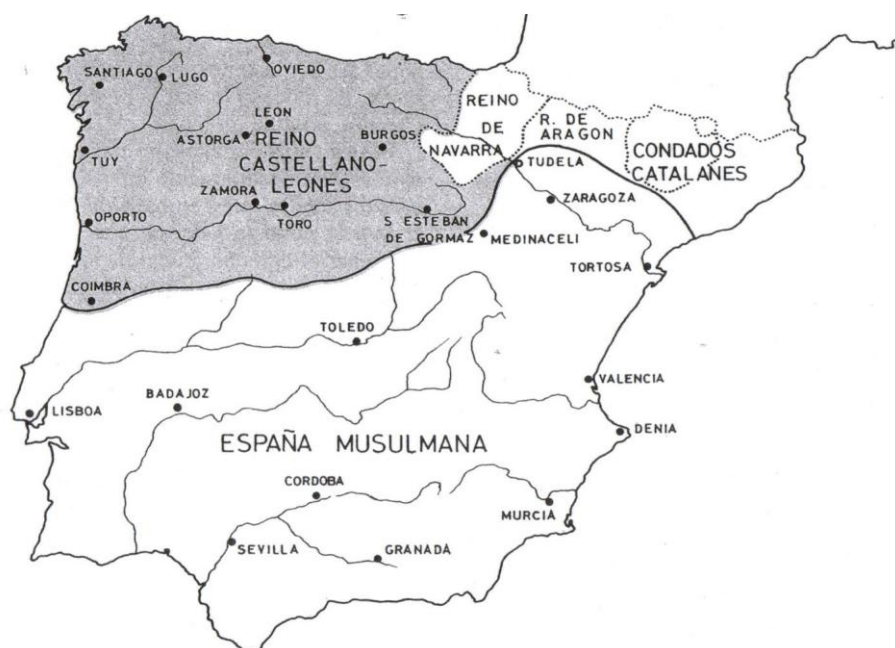 OVIEDO
SANTIAGO
LUGO
LEON
ASTORGA
REINO
CASTELLANO-
LEONES
BURGOS
REINO
DE
NAVARRA
R. DE
ARAGON
CONDADOS
CATALANES
TUY
TUDELA
ZAMORA
TORO
ZARAGOZA
OPORTO
S ESTEBAN
DE GORMAZ
MEDINACELI
TORTOSA
COIMBRA
TOLEDO
VALENCIA
LISBOA
BADAJOZ
DENIA
ESPAÑA MUSULMANA
CORDOBA
MURCIA
SEVILLA
GRANADA